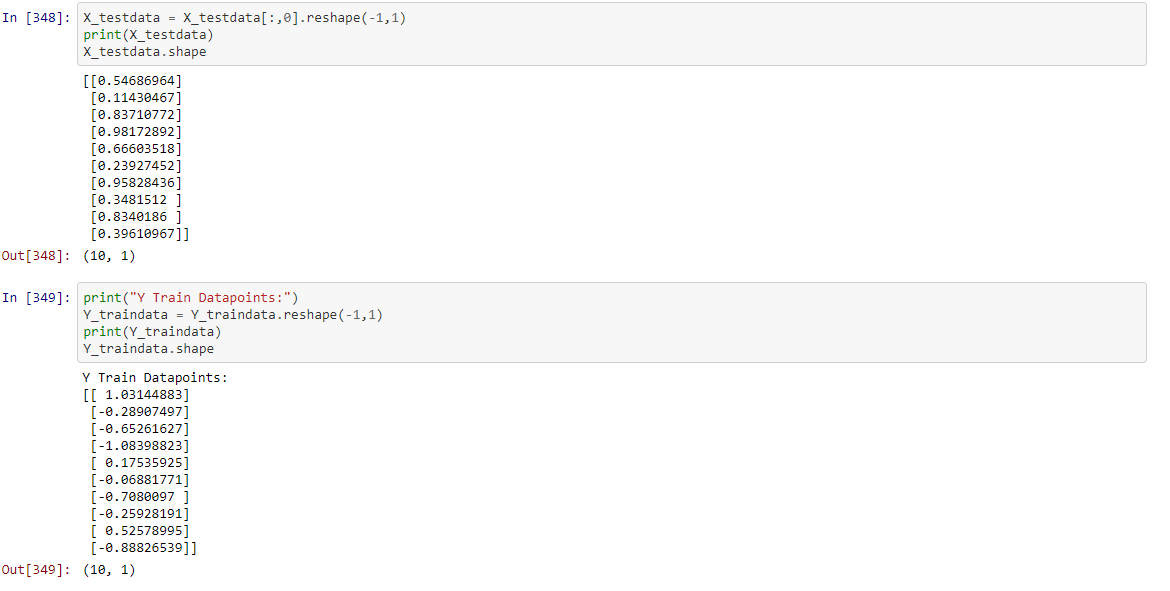 In [348]: X_testdata = X_testdata[:,0].reshape(-1,1)
print(X_testdata)
X_testdata.shape
[[0.54686964]
[0.11430467]
[0.83710772]
[0.98172892]
[0.66603518]
[0.23927452]
[0.95828436]
[0.3481512 ]
[0.8340186 ]
[0.39610967]]
Out[348]: (10, 1)
In [349]: print("Y Train Datapoints:")
Y_traindata = Y_traindata.reshape(-1,1)
print(Y_traindata)
Y_traindata.shape
Y Train Datapoints:
[[ 1.03144883]
[-0.28907497]
[-0.65261627]
[-1.08398823]
[ 0.17535925]
[-0.06881771]
[-0.7080097 ]
[-0.25928191]
[ 0.52578995]
[-0.88826539]]
Out[349]: (10, 1)